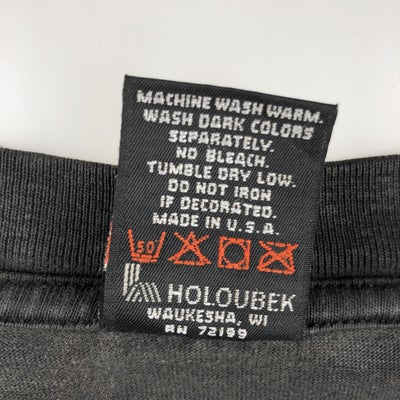 MACHINE WASH WARM.
WASH DARK COLORS
SEPARATELY.
NO BLEACH.
TUMBLE DRY LOW.
DO NOT IRON
IF DECORATED.
MADE IN U.S.A.
50
HOLOUBEK
WAUKESHA, WI
RN 72199